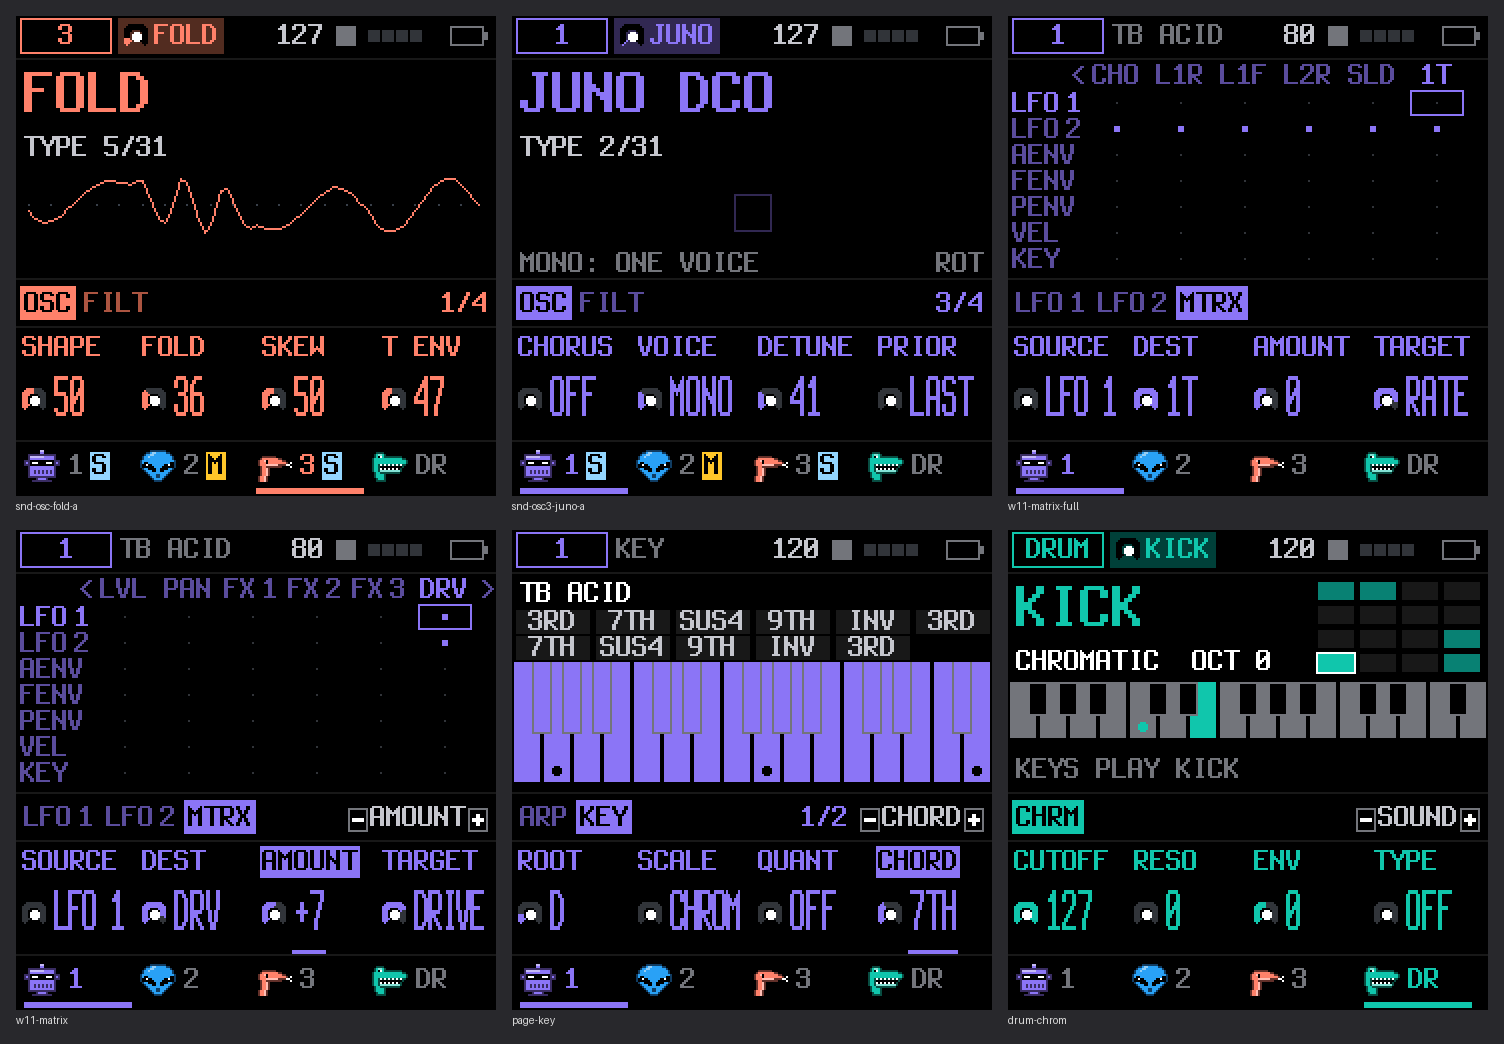 3 FOLD 127
FOLD
TYPE 5/31
OSC FILT 1/4
SHAPE FOLD SKEW T ENV
50 36 50 47
1 S 2 M 3 S DR
snd-osc-fold-a
1 JUNO 127
JUNO DCO
TYPE 2/31
MONO: ONE VOICE ROT
OSC FILT 3/4
CHORUS VOICE DETUNE PRIOR
OFF MONO 41 LAST
1 S 2 M 3 S DR
snd-osc3-juno-a
1 TB ACID 80
<CHO L1R L1F L2R SLD 1T
LFO 1
LFO 2
AENV
FENV
PENV
VEL
KEY
LFO 1 LFO 2 MTRX
SOURCE DEST AMOUNT TARGET
LFO 1 1T 0 RATE
1 2 3 DR
w11-matrix-full
1 TB ACID 80
<LVL PAN FX1 FX2 FX3 DRV >
LFO 1
LFO 2
AENV
FENV
PENV
VEL
KEY
LFO 1 LFO 2 MTRX -AMOUNT+
SOURCE DEST AMOUNT TARGET
LFO 1 DRV +7 DRIVE
1 2 3 DR
w11-matrix
1 KEY 120
TB ACID
3RD 7TH SUS4 9TH INV 3RD
7TH SUS4 9TH INV 3RD
ARP KEY 1/2 -CHORD+
ROOT SCALE QUANT CHORD
D CHROM OFF 7TH
1 2 3 DR
page-key
DRUM KICK 120
KICK
CHROMATIC OCT 0
KEYS PLAY KICK
CHRM -SOUND+
CUTOFF RESO ENV TYPE
127 0 0 OFF
1 2 3 DR
drum-chrom